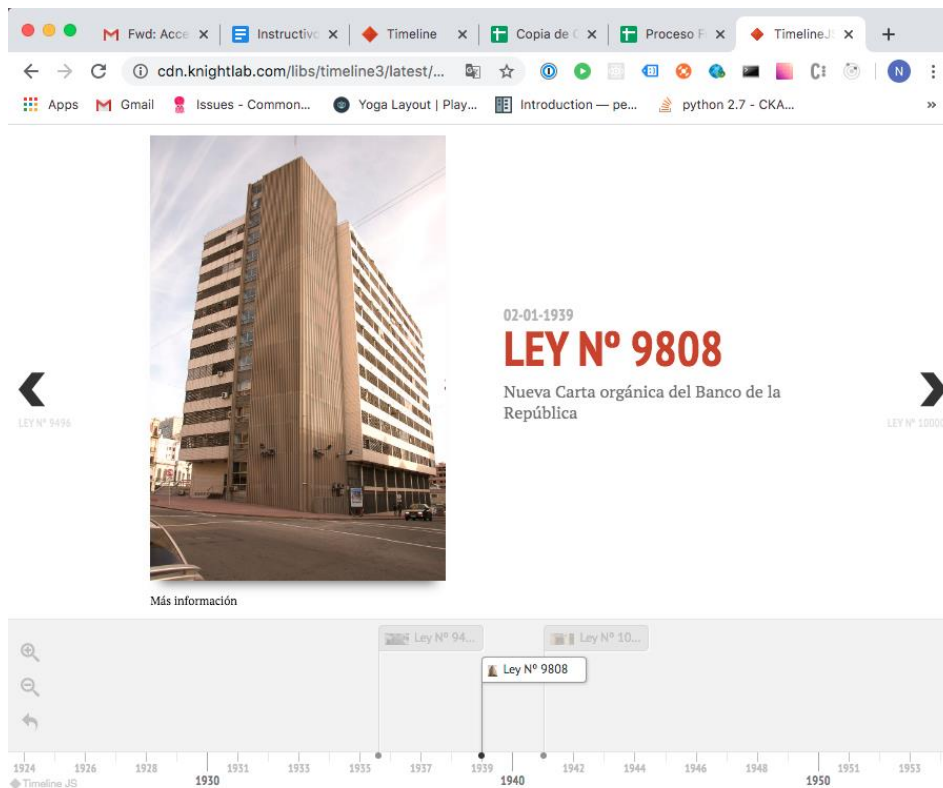 Fwd: Acce
Instructivo
Timeline
Copia de C
Proceso F
TimelineJ
cdn.knightlab.com/libs/timeline3/latest/...
N
Apps
Gmail
Issues - Common...
Yoga Layout | Play...
Introduction — pe...
python 2.7 - CKA...
»
02-01-1939
LEY Nº 9808
Nueva Carta orgánica del Banco de la
República
LEY Nº 9496
LEY Nº 10000
Más información
Ley Nº 94...
Ley Nº 10...
Ley Nº 9808
1924 1926 1928 1930 1931 1933 1935 1937 1939 1940 1942 1944 1946 1948 1950 1951 1953
Timeline JS